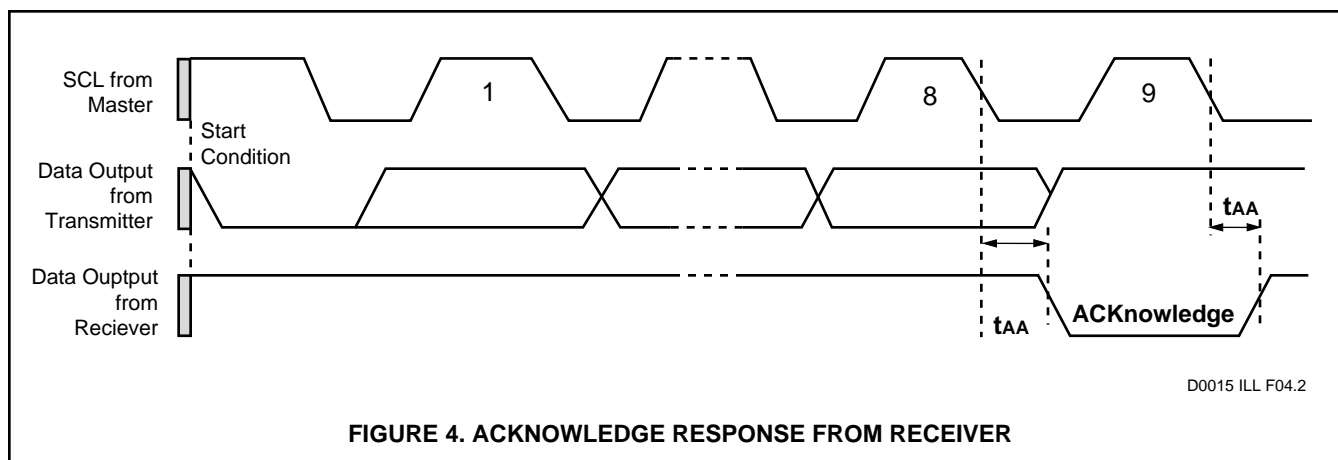 SCL from
Master
1
8
9
Start
Condition
Data Output
from
Transmitter
tAA
tAA
Data Ouptput
from
Reciever
ACKnowledge
D0015 ILL F04.2
FIGURE 4. ACKNOWLEDGE RESPONSE FROM RECEIVER